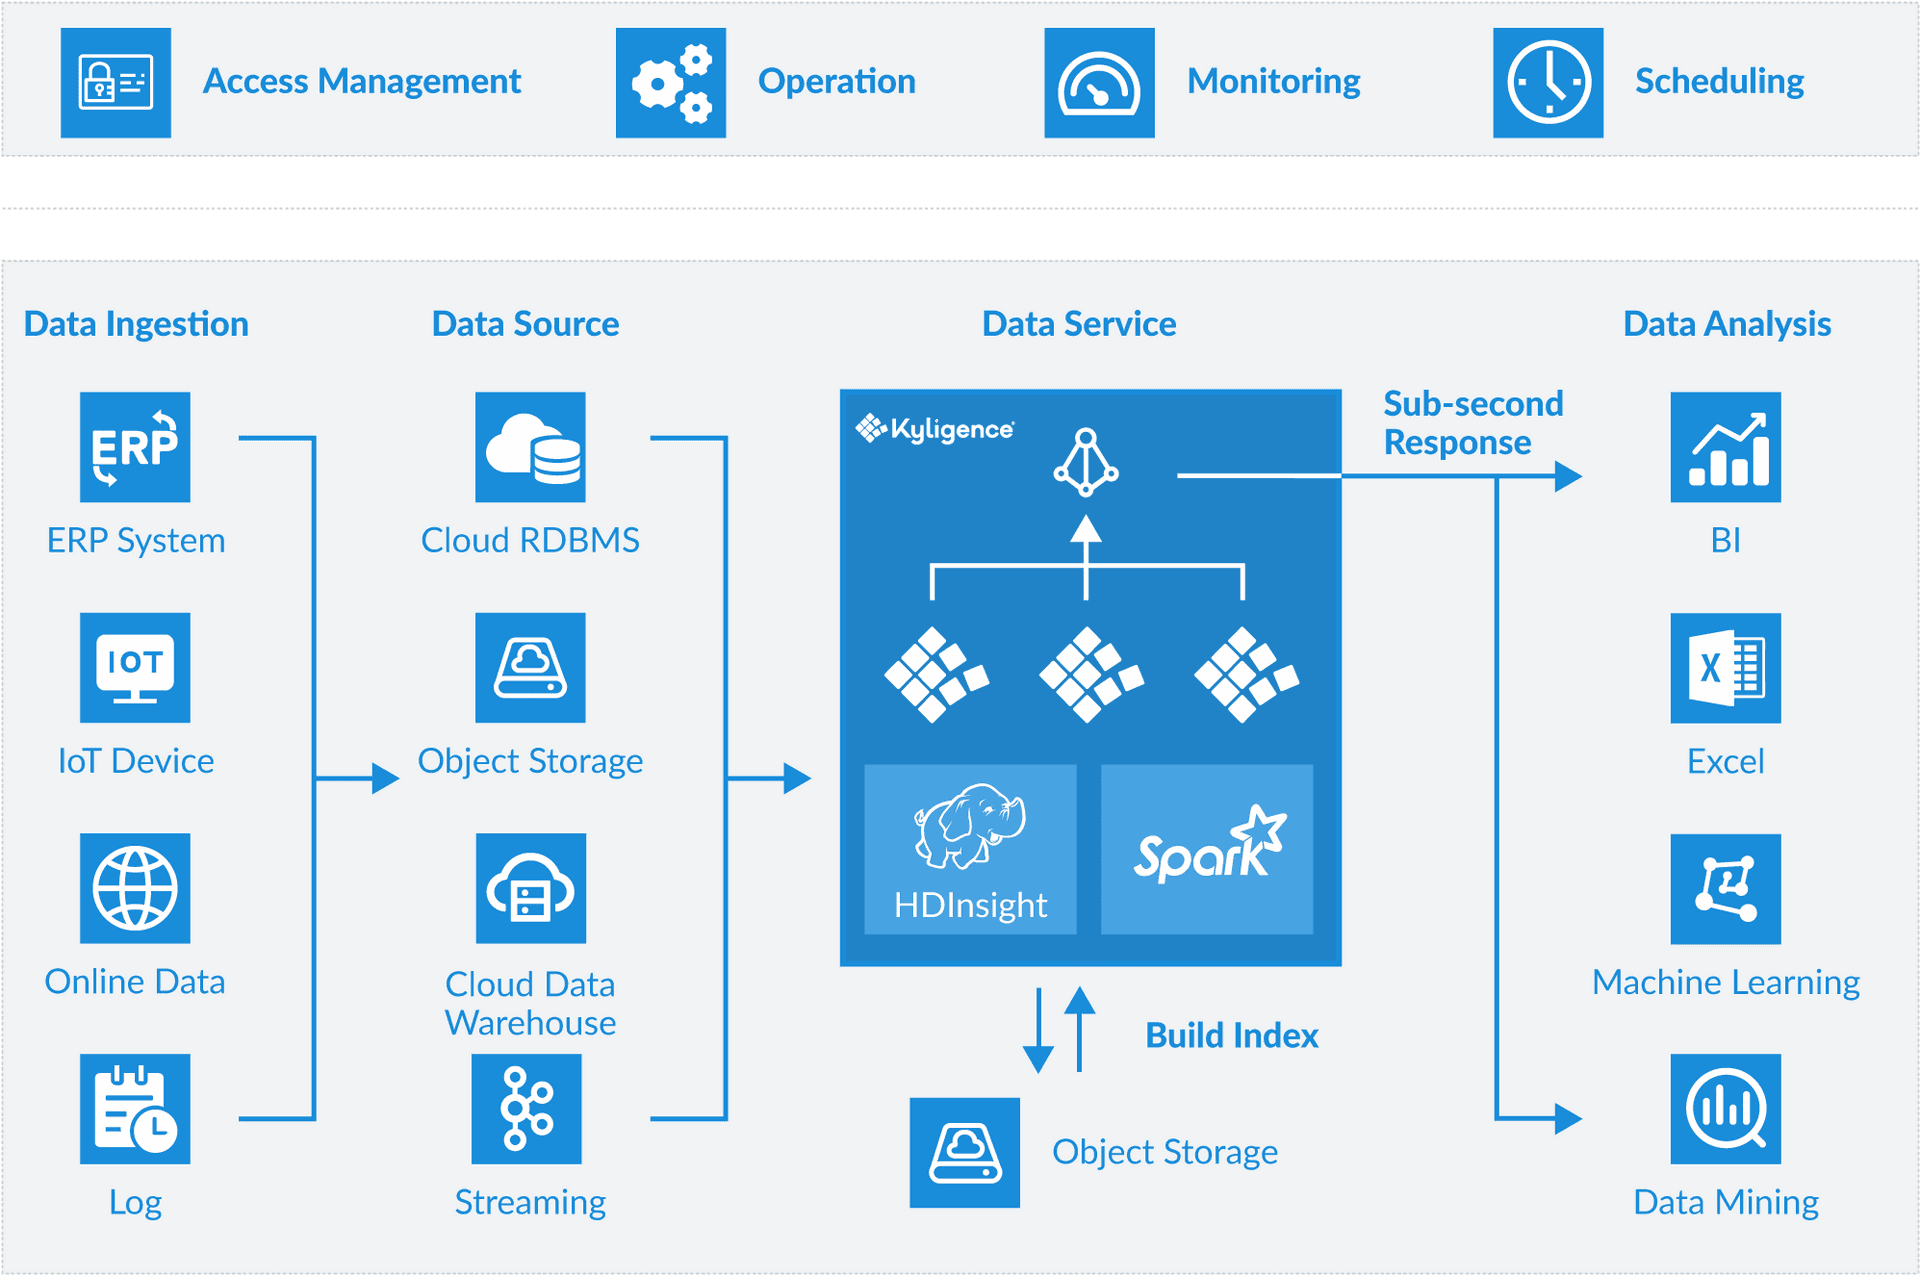 Access Management
Operation
Monitoring
Scheduling
Data Ingestion
Data Source
Data Service
Data Analysis
ERP
ERP System
IOT
IoT Device
Online Data
Log
Cloud RDBMS
Object Storage
Cloud Data
Warehouse
Streaming
Kyligence
HDInsight
Spark
Build Index
Object Storage
Sub-second
Response
BI
X
Excel
Machine Learning
Data Mining